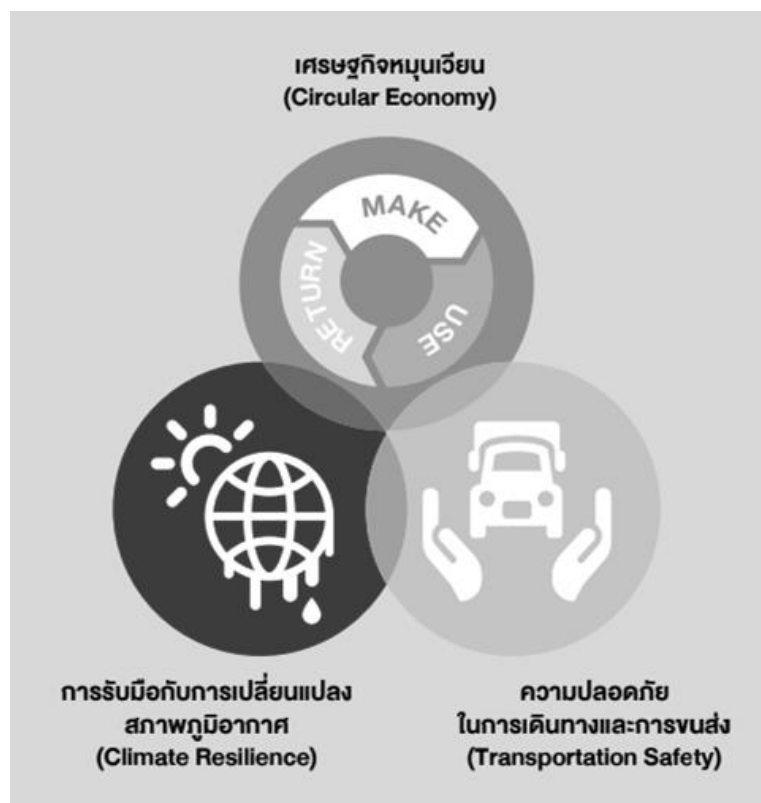 เศรษฐกิจหมุนเวียน
(Circular Economy)
MAKE
USE
RETURN
การรับมือกับการเปลี่ยนแปลง
สภาพภูมิอากาศ
(Climate Resilience)
ความปลอดภัย
ในการเดินทางและการขนส่ง
(Transportation Safety)